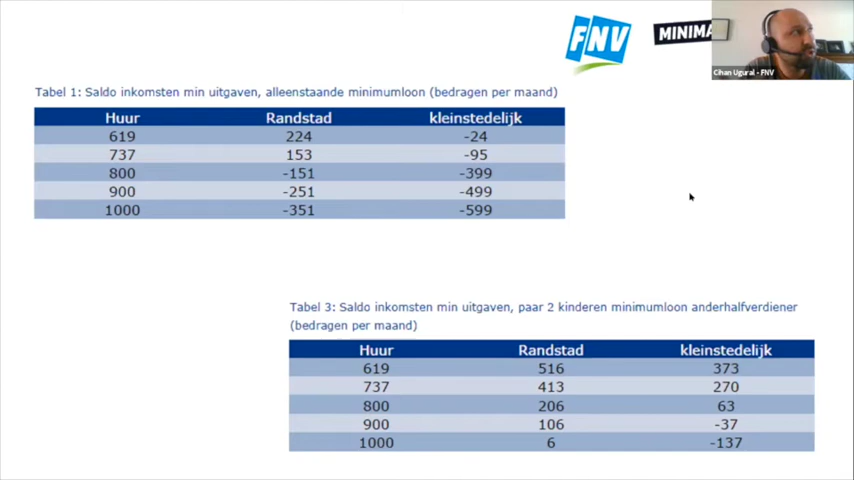 FNV
MINIMA
Cihan Ugural - FNV
Tabel 1: Saldo inkomsten min uitgaven, alleenstaande minimumloon (bedragen per maand)
Huur Randstad kleinstedelijk
619 224 -24
737 153 -95
800 -151 -399
900 -251 -499
1000 -351 -599
Tabel 3: Saldo inkomsten min uitgaven, paar 2 kinderen minimumloon anderhalfverdiener
(bedragen per maand)
Huur Randstad kleinstedelijk
619 516 373
737 413 270
800 206 63
900 106 -37
1000 6 -137